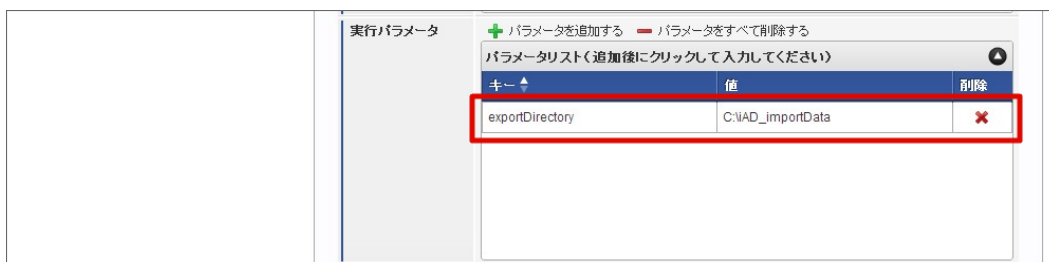 実行パラメータ
パラメータを追加する パラメータをすべて削除する
パラメータリスト(追加後にクリックして入力してください)
キー 値 削除
exportDirectory C:\iAD_importData